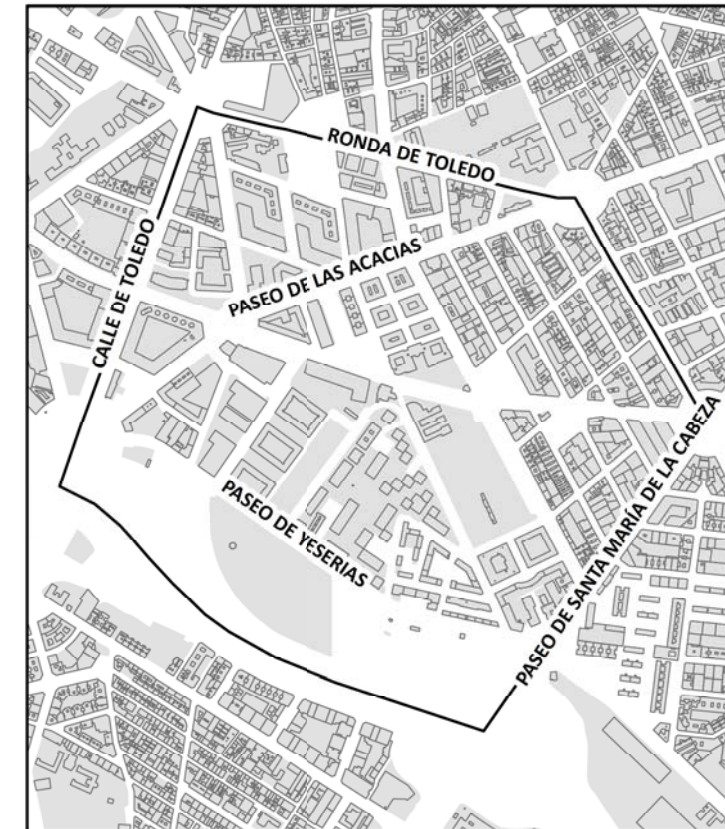 RONDA DE TOLEDO
PASEO DE LAS ACACIAS
CALLE DE TOLEDO
PASEO DE YESERIAS
PASEO DE SANTA MARÍA DE LA CABEZA